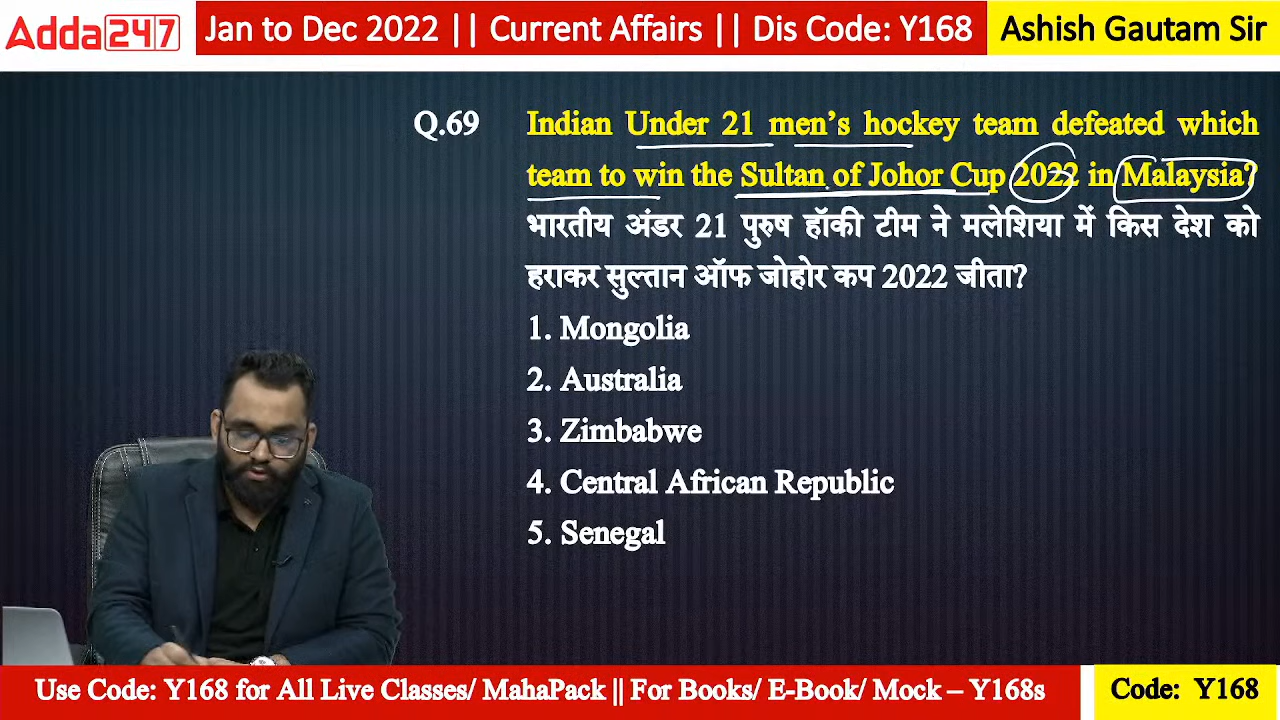 Adda247
Jan to Dec 2022 || Current Affairs || Dis Code: Y168
Ashish Gautam Sir
Q.69
Indian Under 21 men’s hockey team defeated which
team to win the Sultan of Johor Cup 2022 in Malaysia?
भारतीय अंडर 21 पुरुष हॉकी टीम ने मलेशिया में किस देश को
हराकर सुल्तान ऑफ जोहोर कप 2022 जीता?
1. Mongolia
2. Australia
3. Zimbabwe
4. Central African Republic
5. Senegal
Use Code: Y168 for All Live Classes/ MahaPack || For Books/ E-Book/ Mock – Y168s
Code: Y168